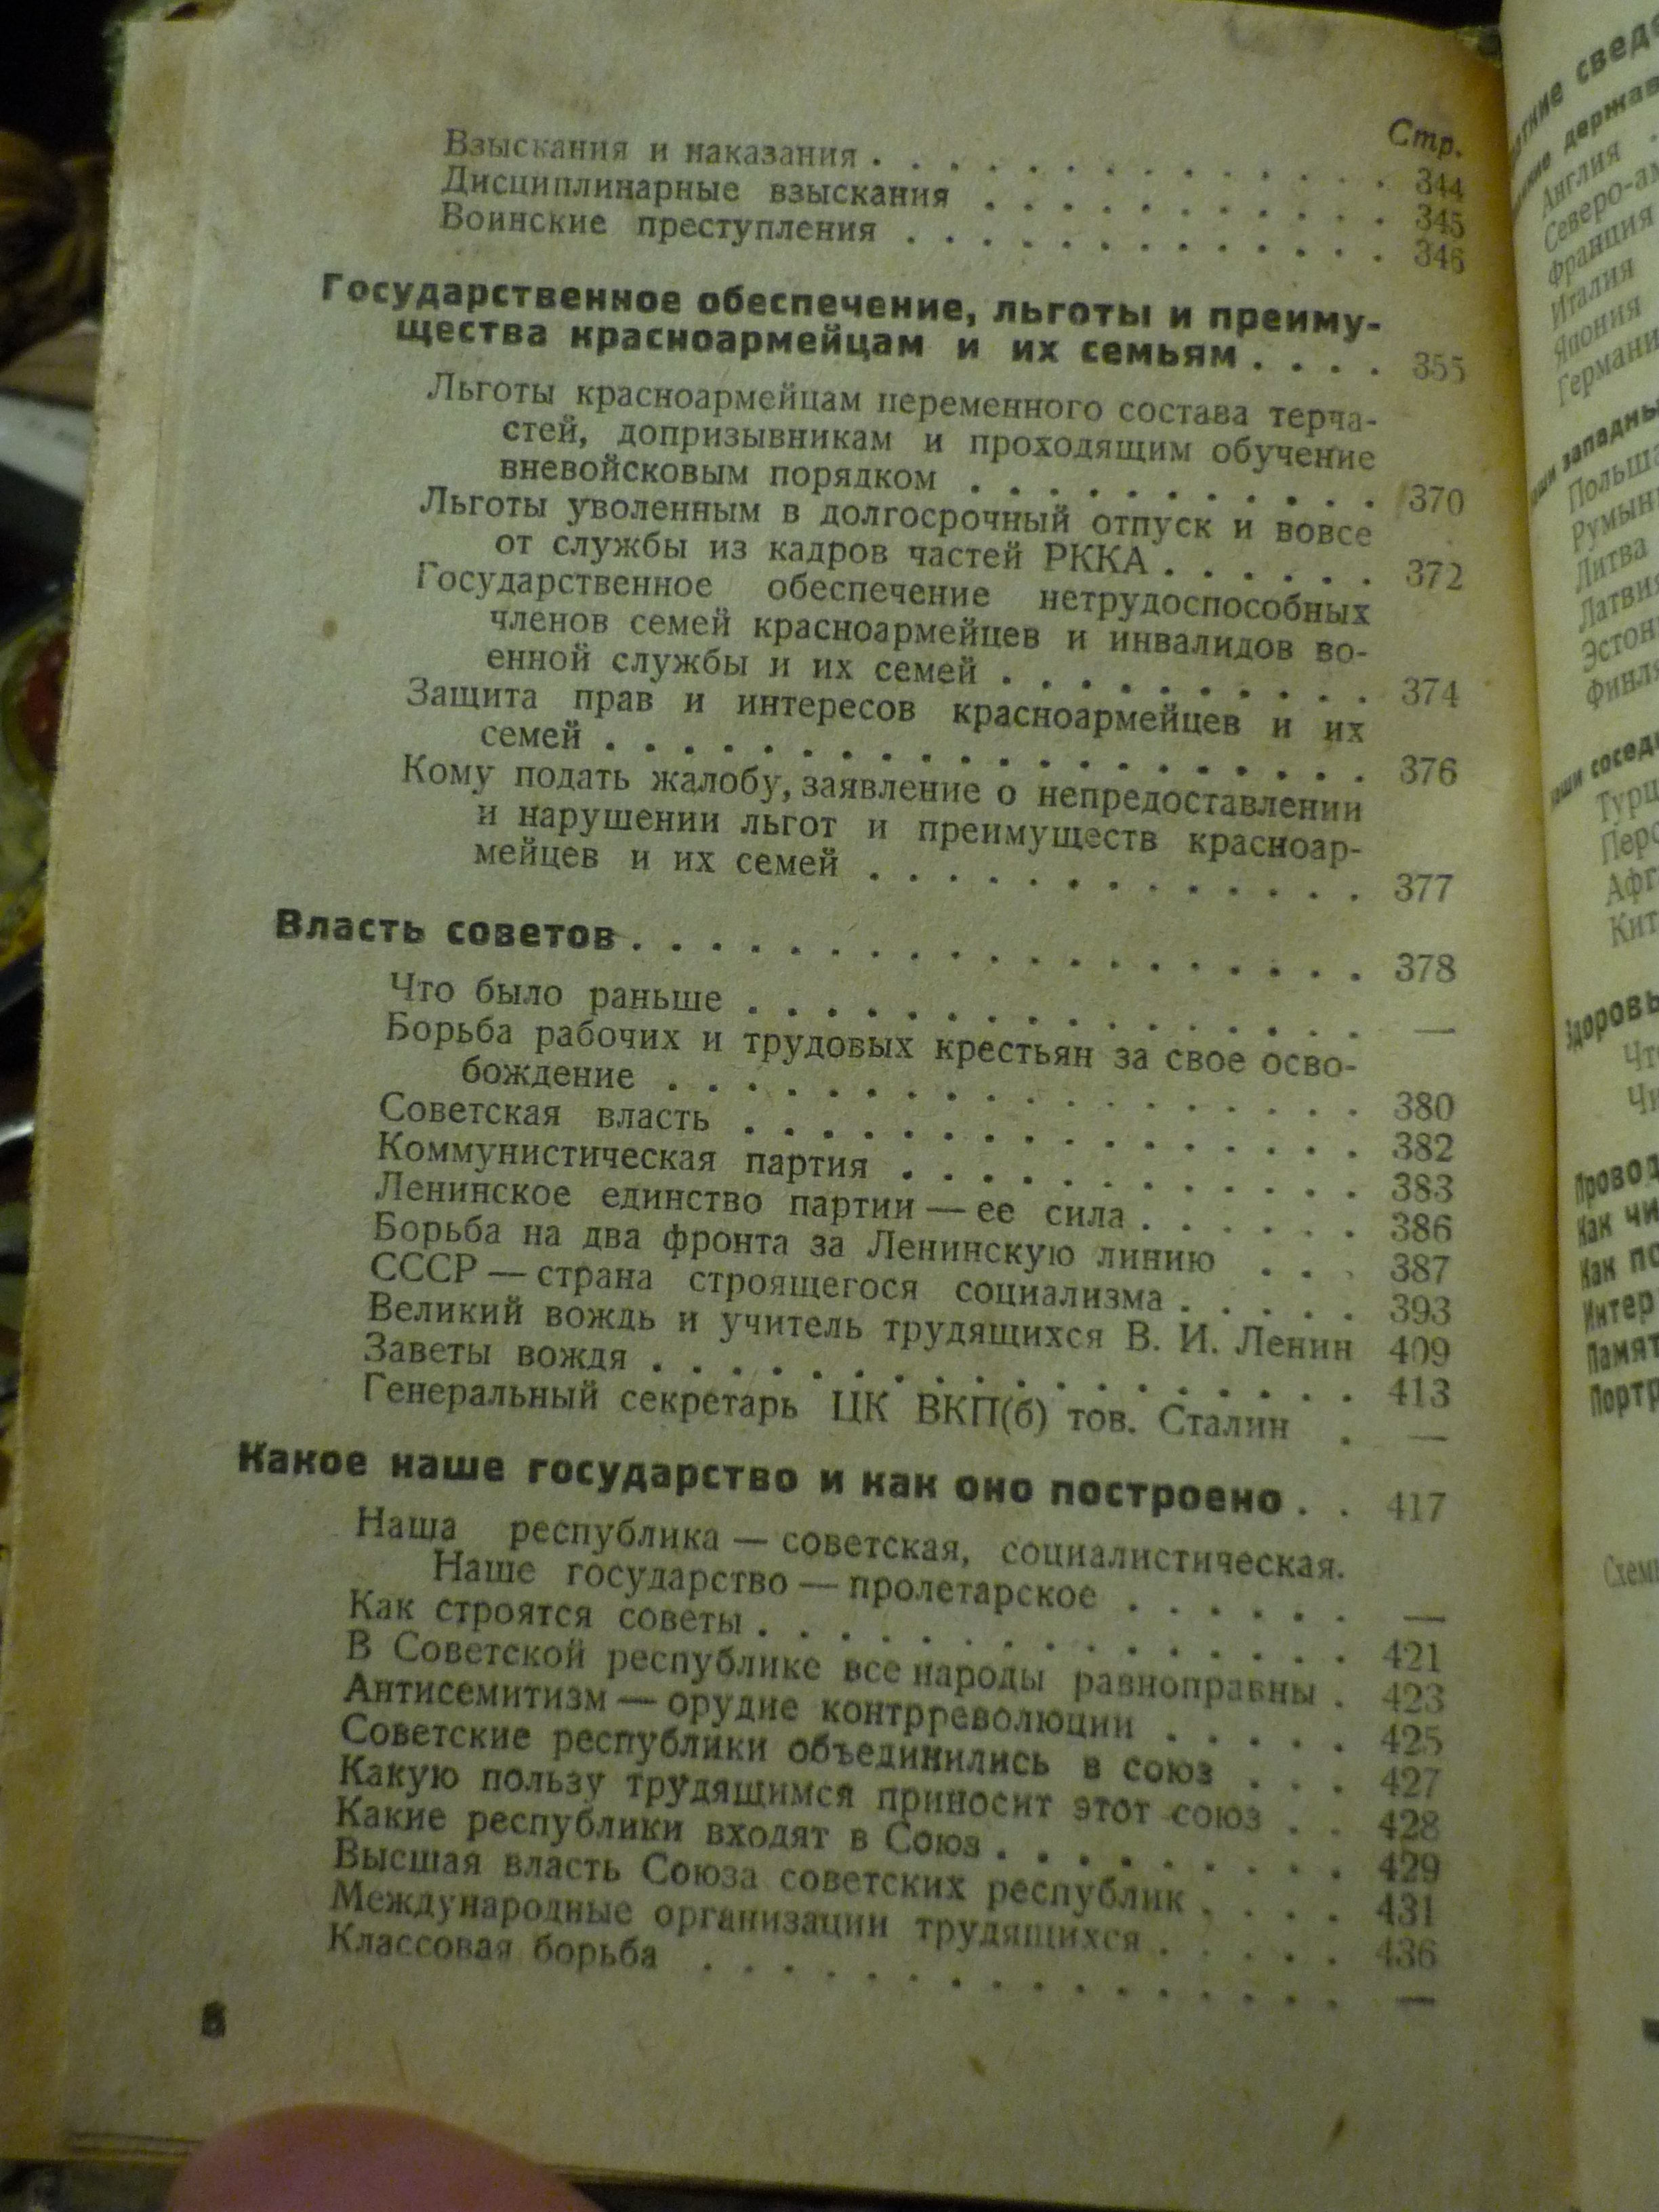 Стр.
Взыскания и наказания . . . . . . . . . . . . . . 344
Дисциплинарные взыскания . . . . . . . . . . . 345
Воинские преступления . . . . . . . . . . . . . 346
Государственное обеспечение, льготы и преиму-
щества красноармейцам и их семьям . . . . 355
Льготы красноармейцам переменного состава терча-
стей, допризывникам и проходящим обучение
вневойсковым порядком . . . . . . . . . . . 370
Льготы уволенным в долгосрочный отпуск и вовсе
от службы из кадров частей РККА . . . . . . 372
Государственное обеспечение нетрудоспособных
членов семей красноармейцев и инвалидов во-
енной службы и их семей . . . . . . . . . . 374
Защита прав и интересов красноармейцев и их
семей . . . . . . . . . . . . . . . . . . . . 376
Кому подать жалобу, заявление о непредоставлении
и нарушении льгот и преимуществ красноар-
мейцев и их семей . . . . . . . . . . . . . 377
Власть советов . . . . . . . . . . . . . . . . . . . 378
Что было раньше . . . . . . . . . . . . . . . . —
Борьба рабочих и трудовых крестьян за свое осво-
бождение . . . . . . . . . . . . . . . . . . 380
Советская власть . . . . . . . . . . . . . . . . 382
Коммунистическая партия . . . . . . . . . . . . 383
Ленинское единство партии — ее сила . . . . . . 386
Борьба на два фронта за Ленинскую линию . . . 387
СССР — страна строящегося социализма . . . . . 393
Великий вождь и учитель трудящихся В. И. Ленин 409
Заветы вождя . . . . . . . . . . . . . . . . . . 413
Генеральный секретарь ЦК ВКП(б) тов. Сталин . —
Какое наше государство и как оно построено . . 417
Наша республика — советская, социалистическая.
Наше государство — пролетарское . . . . . . —
Как строятся советы . . . . . . . . . . . . . . . 421
В Советской республике все народы равноправны . 423
Антисемитизм — орудие контрреволюции . . . . . 425
Советские республики объединились в союз . . . 427
Какую пользу трудящимся приносит этот союз . . 428
Какие республики входят в Союз . . . . . . . . . 429
Высшая власть Союза советских республик . . . . 431
Международные организации трудящихся . . . . . 436
Классовая борьба . . . . . . . . . . . . . . . . —
Англия
Франция
Италия
Япония
Литва